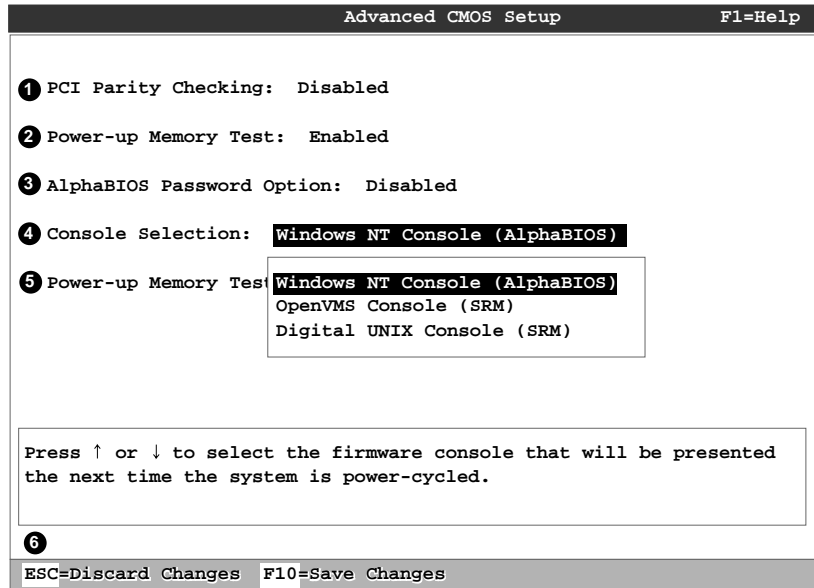 Advanced CMOS Setup F1=Help
1 PCI Parity Checking: Disabled
2 Power-up Memory Test: Enabled
3 AlphaBIOS Password Option: Disabled
4 Console Selection: Windows NT Console (AlphaBIOS)
5 Power-up Memory Test Windows NT Console (AlphaBIOS)
OpenVMS Console (SRM)
Digital UNIX Console (SRM)
Press ↑ or ↓ to select the firmware console that will be presented
the next time the system is power-cycled.
6
ESC=Discard Changes F10=Save Changes